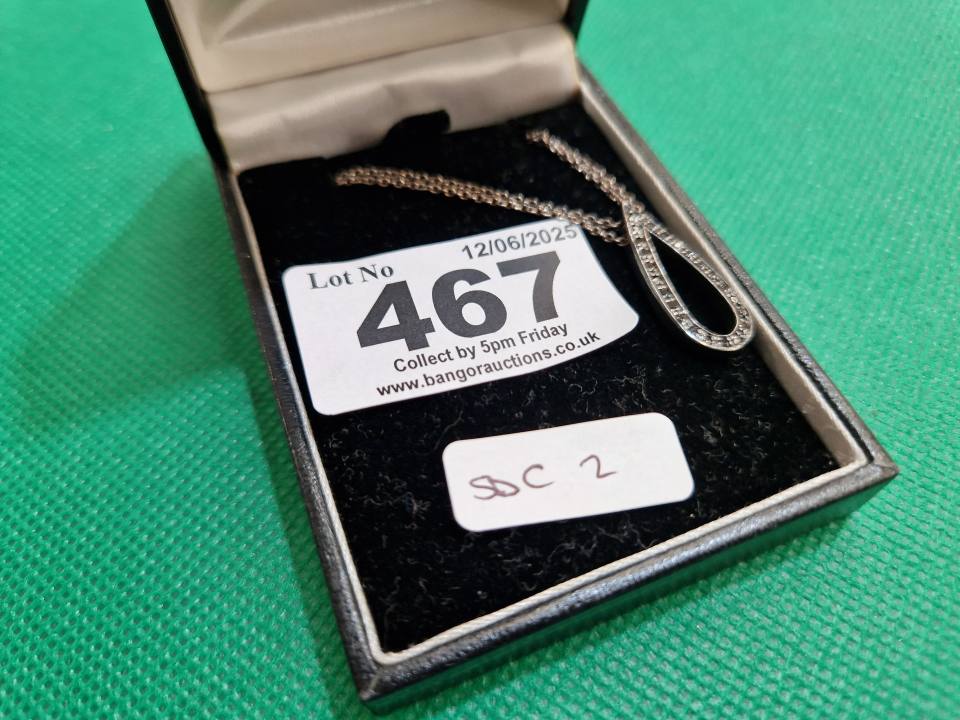 12/06/2025
Lot No
467
Collect by 5pm Friday
www.bangorauctions.co.uk
SDC 2